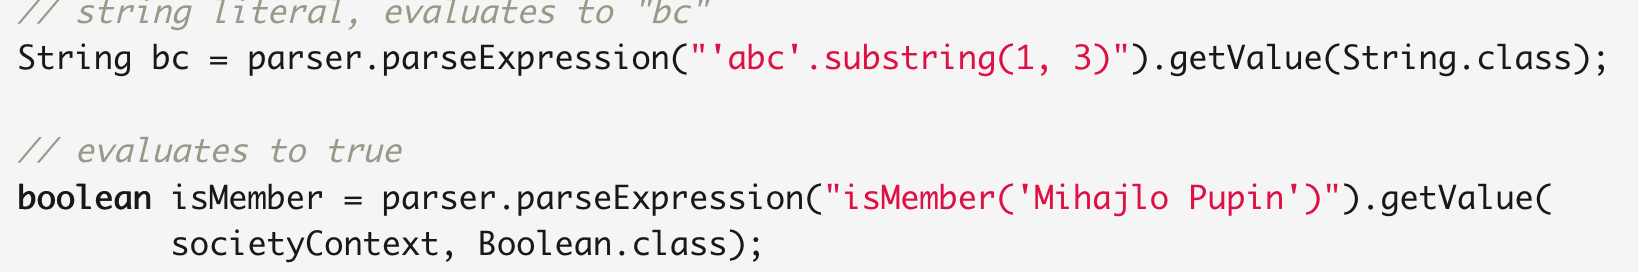 // string literal, evaluates to "bc"
String bc = parser.parseExpression("'abc'.substring(1, 3)").getValue(String.class);
// evaluates to true
boolean isMember = parser.parseExpression("isMember('Mihajlo Pupin')").getValue(
societyContext, Boolean.class);